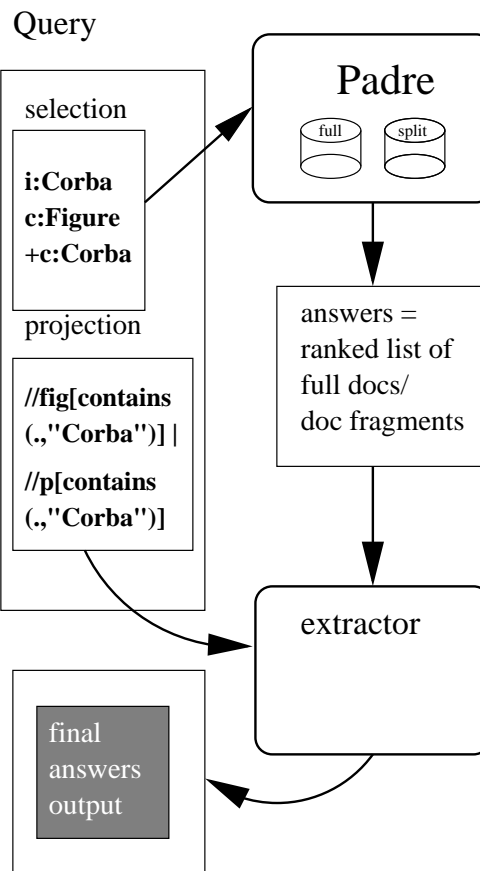 Query
selection
i:Corba
c:Figure
+c:Corba
projection
//fig[contains
(.,"Corba")] |
//p[contains
(.,"Corba")]
Padre
full
split
answers =
ranked list of
full docs/
doc fragments
extractor
final
answers
output